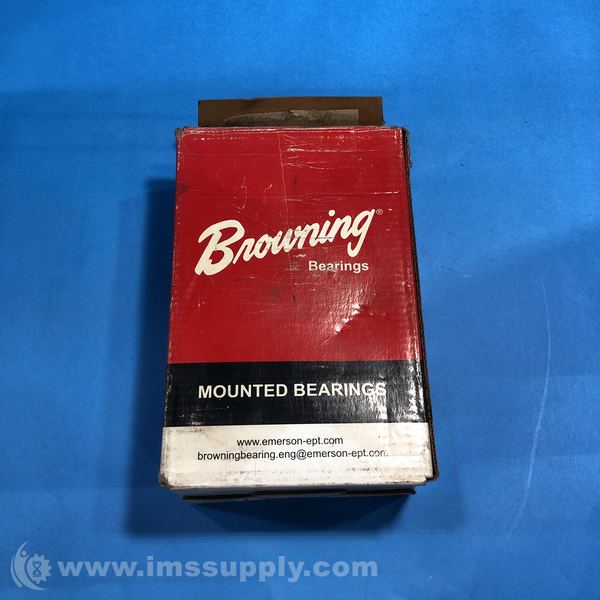 Browning®
Bearings
MOUNTED BEARINGS
www.emerson-ept.com
browningbearing.eng@emerson-ept.com
www.imssupply.com